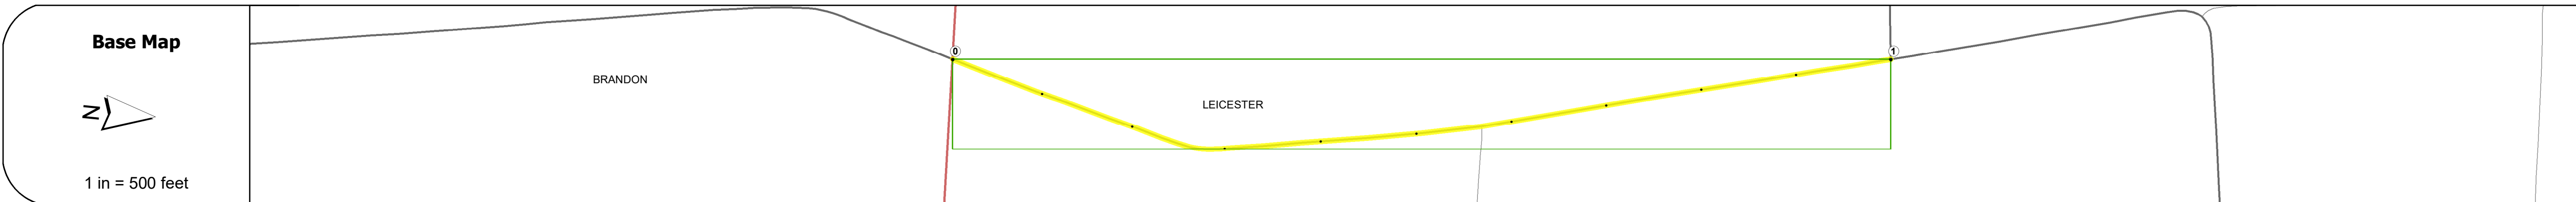 Base Map
N
1 in = 500 feet
BRANDON
0
LEICESTER
1